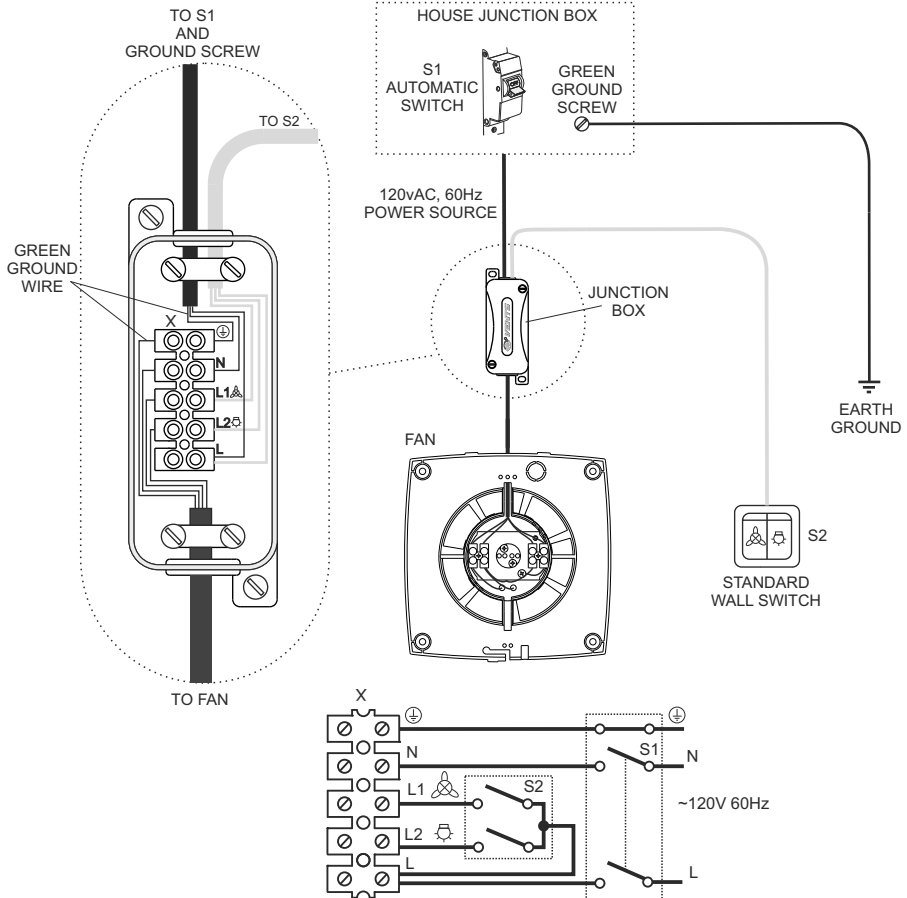 TO S1
AND
GROUND SCREW
TO S2
GREEN
GROUND
WIRE
X
N
L1
L2
L
TO FAN
HOUSE JUNCTION BOX
S1
AUTOMATIC
SWITCH
ON
GREEN
GROUND
SCREW
120vAC, 60Hz
POWER SOURCE
VENTS
JUNCTION
BOX
EARTH
GROUND
FAN
S2
STANDARD
WALL SWITCH
X
N
S1
N
L1
S2
~120V 60Hz
L2
L
L